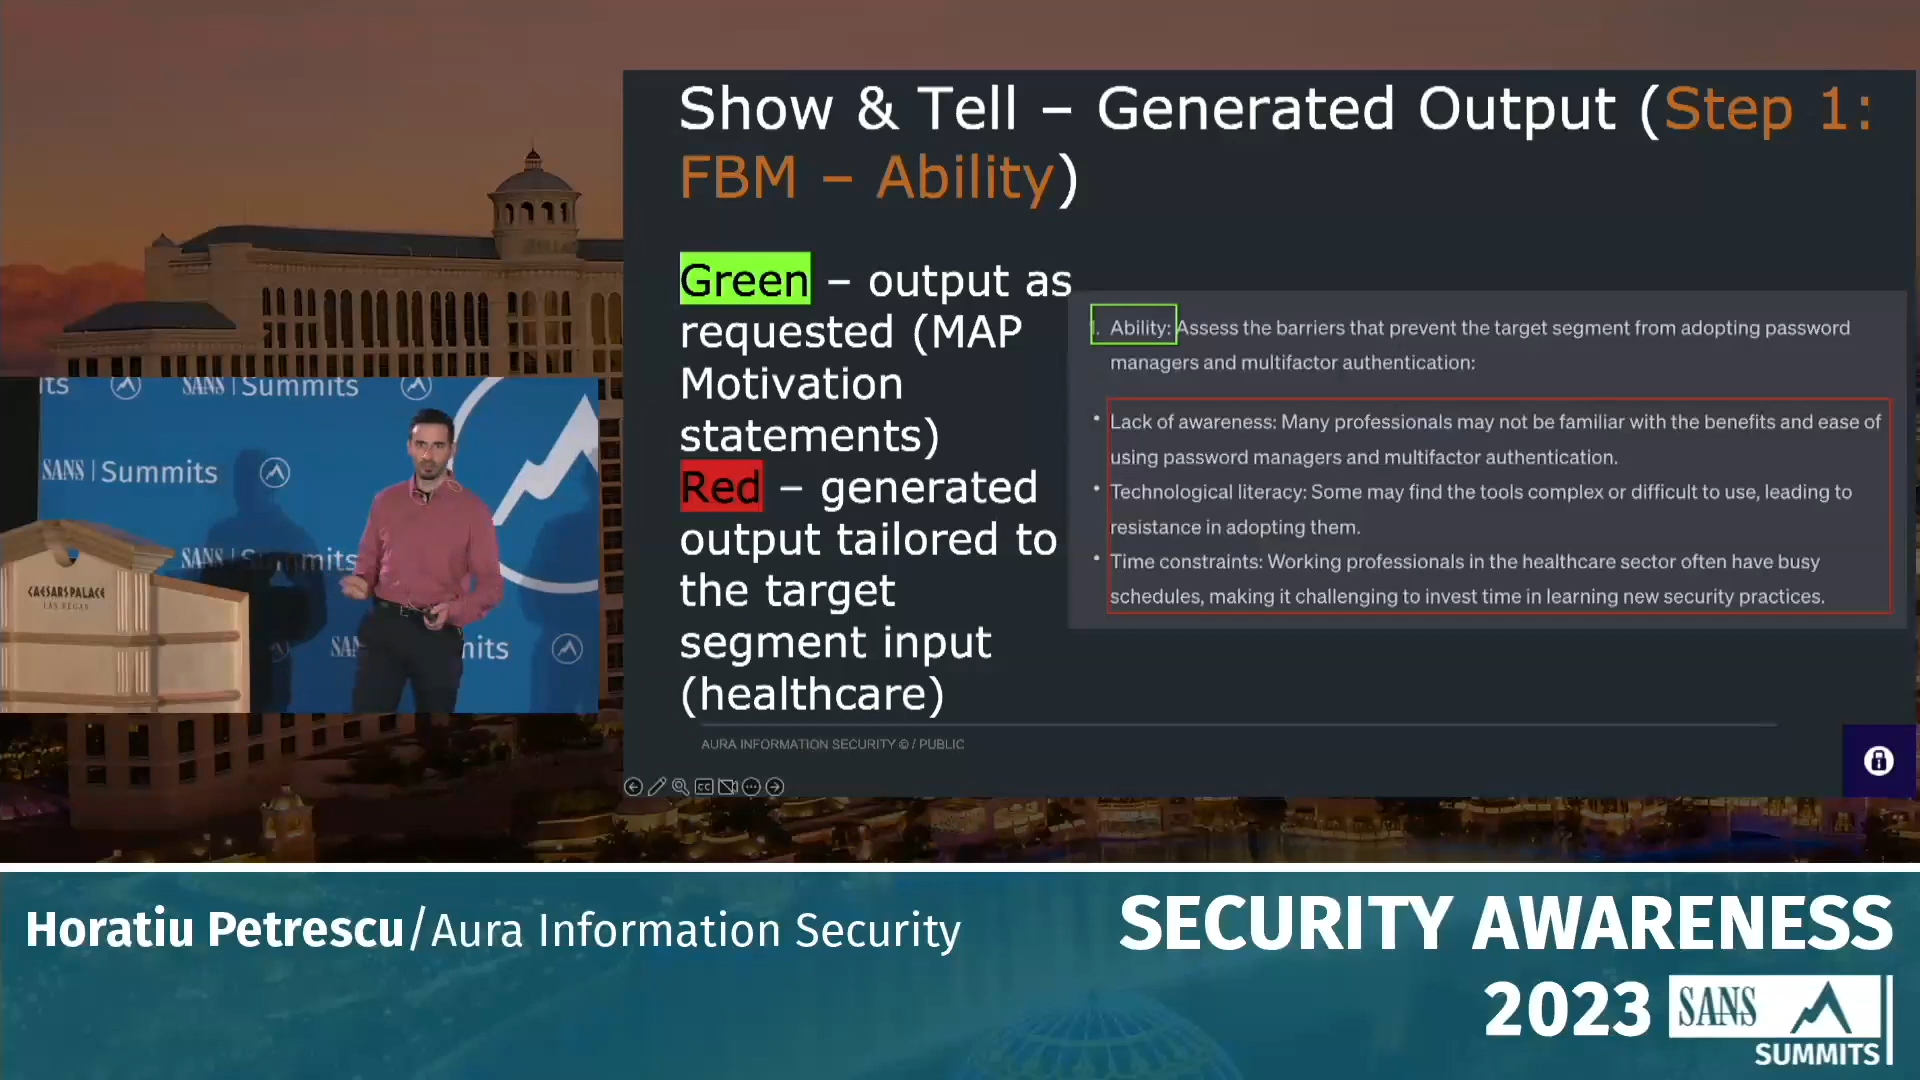 Show & Tell – Generated Output (Step 1:
FBM – Ability)
Green – output as
requested (MAP
Motivation
statements)
Red – generated
output tailored to
the target
segment input
(healthcare)
Ability: Assess the barriers that prevent the target segment from adopting password
managers and multifactor authentication:
• Lack of awareness: Many professionals may not be familiar with the benefits and ease of
using password managers and multifactor authentication.
• Technological literacy: Some may find the tools complex or difficult to use, leading to
resistance in adopting them.
• Time constraints: Working professionals in the healthcare sector often have busy
schedules, making it challenging to invest time in learning new security practices.
AURA INFORMATION SECURITY © / PUBLIC
CC
SANS | Summits
SANS | Summits
SANS | Summits
CAESARS PALACE
LAS VEGAS
Horatiu Petrescu/Aura Information Security
SECURITY AWARENESS
2023
SANS
SUMMITS